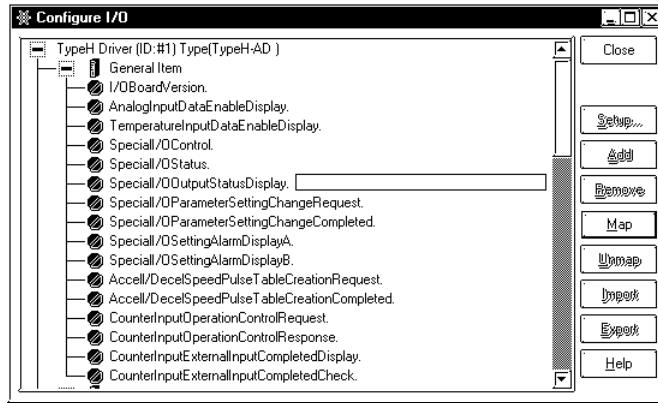 Configure I/O
TypeH Driver (ID:#1) Type(TypeH-AD )
General Item
I/OBoardVersion.
AnalogInputDataEnableDisplay.
TemperatureInputDataEnableDisplay.
SpecialI/OControl.
SpecialI/OStatus.
SpecialI/OOutputStatusDisplay.
SpecialI/OParameterSettingChangeRequest.
SpecialI/OParameterSettingChangeCompleted.
SpecialI/OSettingAlarmDisplayA.
SpecialI/OSettingAlarmDisplayB.
Accell/DecelSpeedPulseTableCreationRequest.
Accell/DecelSpeedPulseTableCreationCompleted.
CounterInputOperationControlRequest.
CounterInputOperationControlResponse.
CounterInputExternalInputCompletedDisplay.
CounterInputExternalInputCompletedCheck.
Close
Setup...
Add
Remove
Map
Unmap
Import
Export
Help